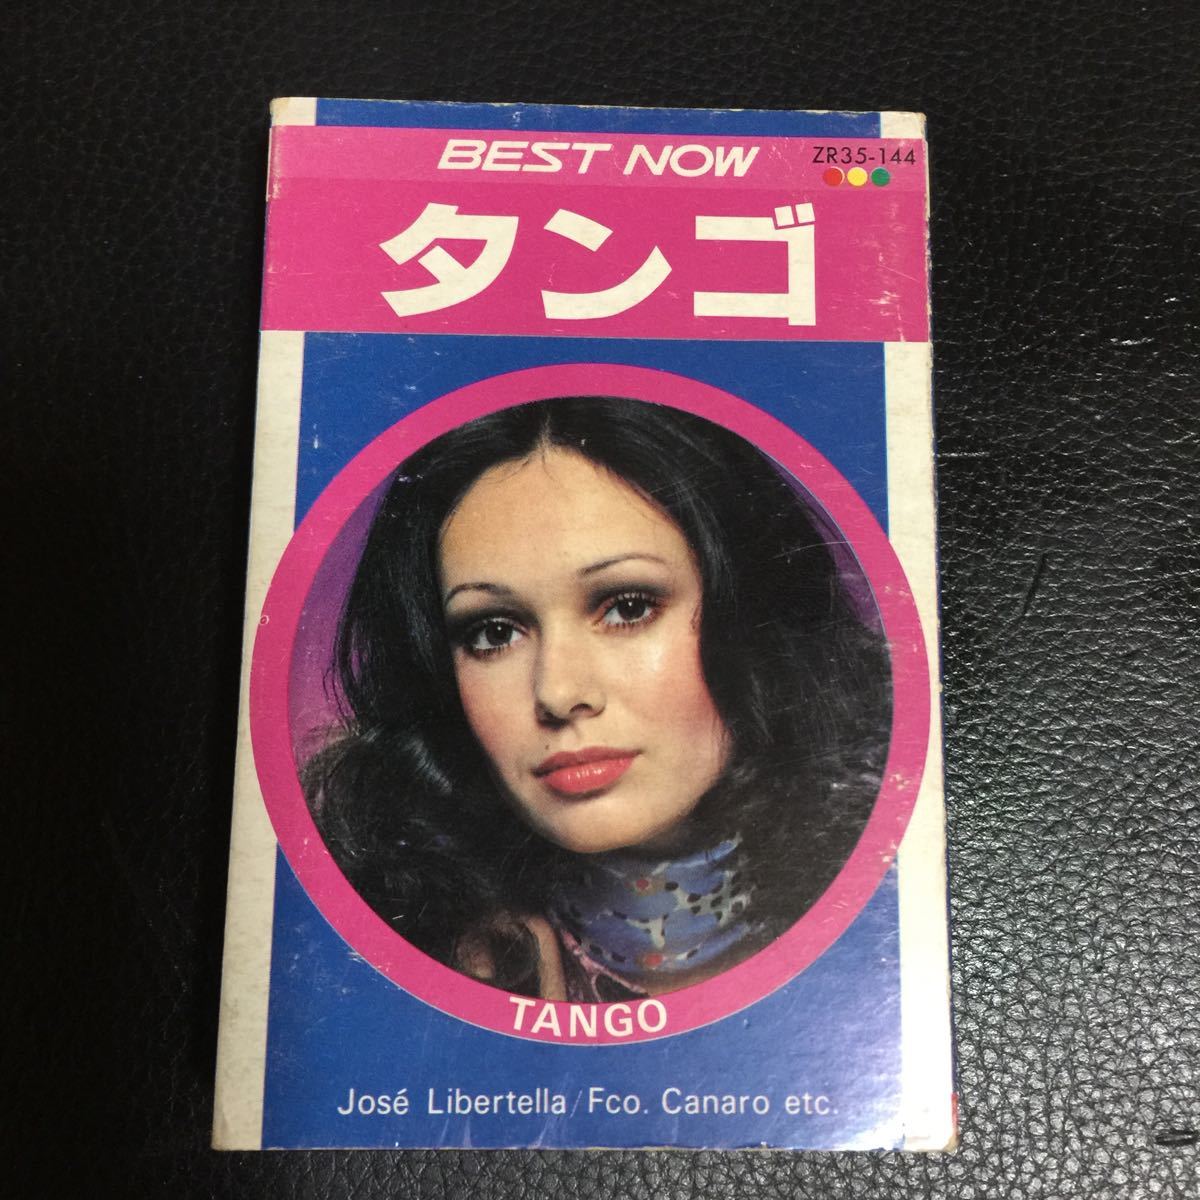 BEST NOW
ZR35-144
タンゴ
TANGO
José Libertella/Fco. Canaro etc.